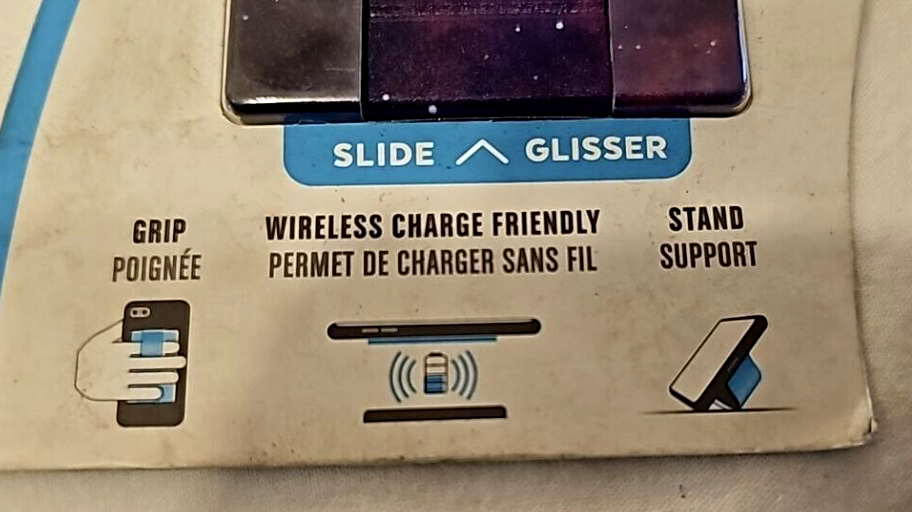 SLIDE GLISSER
GRIP
POIGNÉE
WIRELESS CHARGE FRIENDLY
PERMET DE CHARGER SANS FIL
STAND
SUPPORT